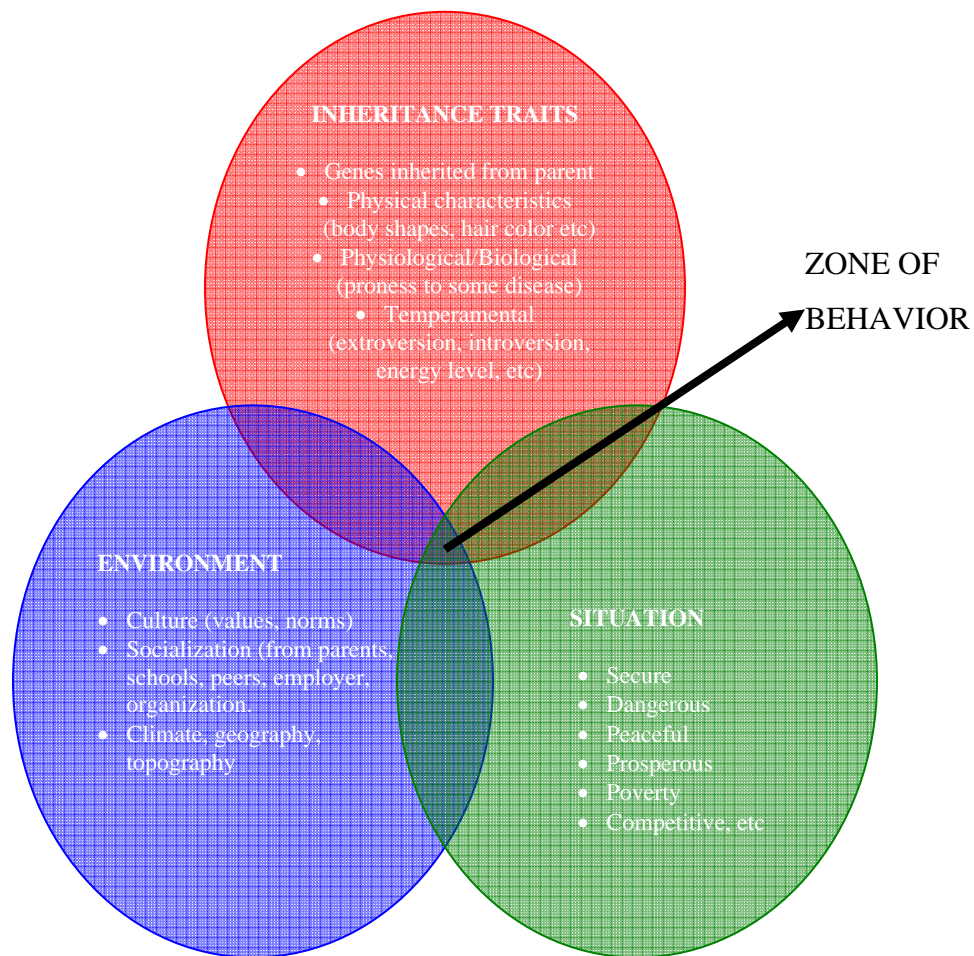 INHERITANCE TRAITS
• Genes inherited from parent
• Physical characteristics
(body shapes, hair color etc)
• Physiological/Biological
(proness to some disease)
• Temperamental
(extroversion, introversion,
energy level, etc)
ZONE OF
BEHAVIOR
ENVIRONMENT
• Culture (values, norms)
• Socialization (from parents,
schools, peers, employer,
organization.
• Climate, geography,
topography
SITUATION
• Secure
• Dangerous
• Peaceful
• Prosperous
• Poverty
• Competitive, etc